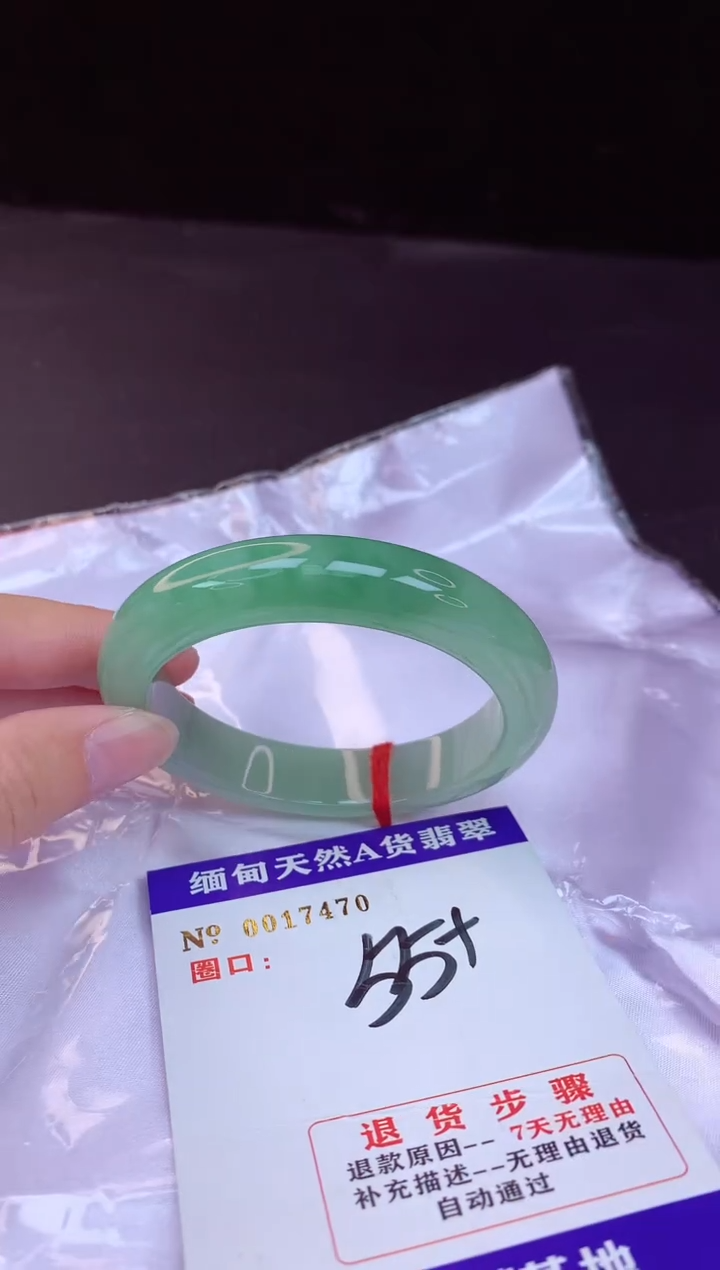 缅甸天然A货翡翠
Nº 0017470
圈口： 55+
退货步骤
退款原因-- 7天无理由
补充描述--无理由退货
自动通过
基地